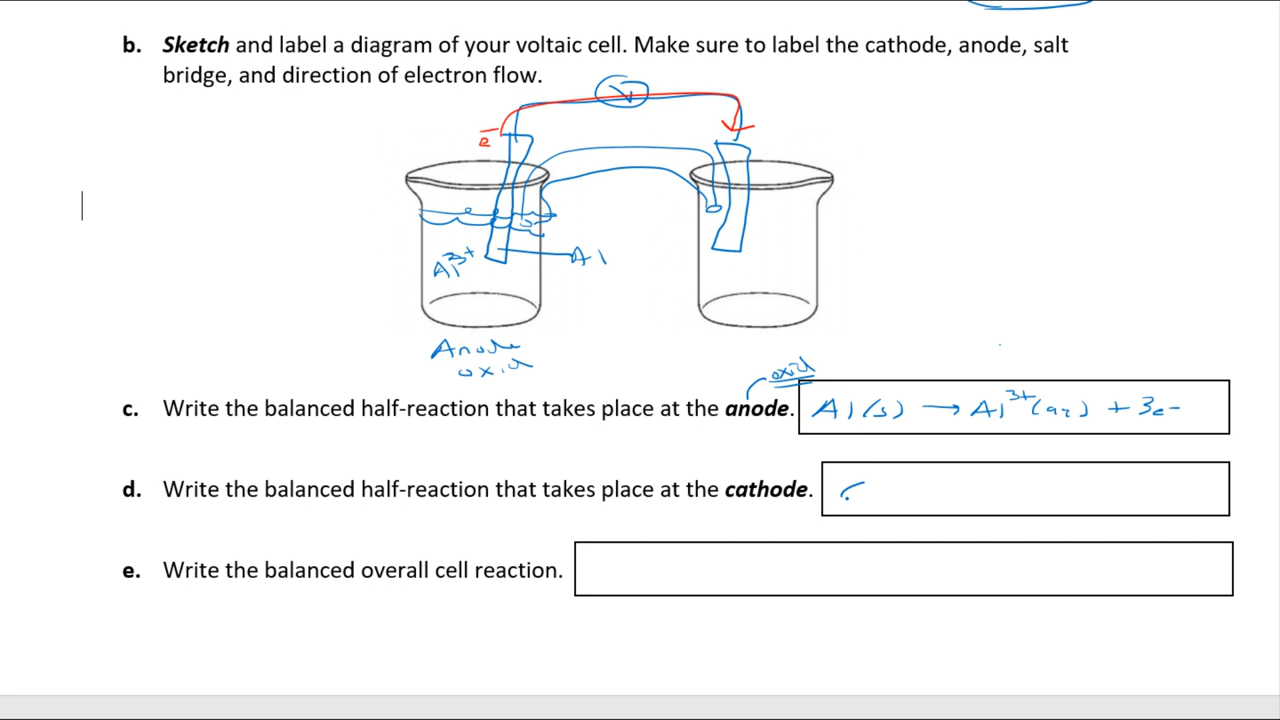 b. Sketch and label a diagram of your voltaic cell. Make sure to label the cathode, anode, salt
bridge, and direction of electron flow.
V
e-
Al3+
Al
Anode
oxid
oxid
c. Write the balanced half-reaction that takes place at the anode. Al(s) → Al3+(aq) + 3e-
d. Write the balanced half-reaction that takes place at the cathode.
e. Write the balanced overall cell reaction.